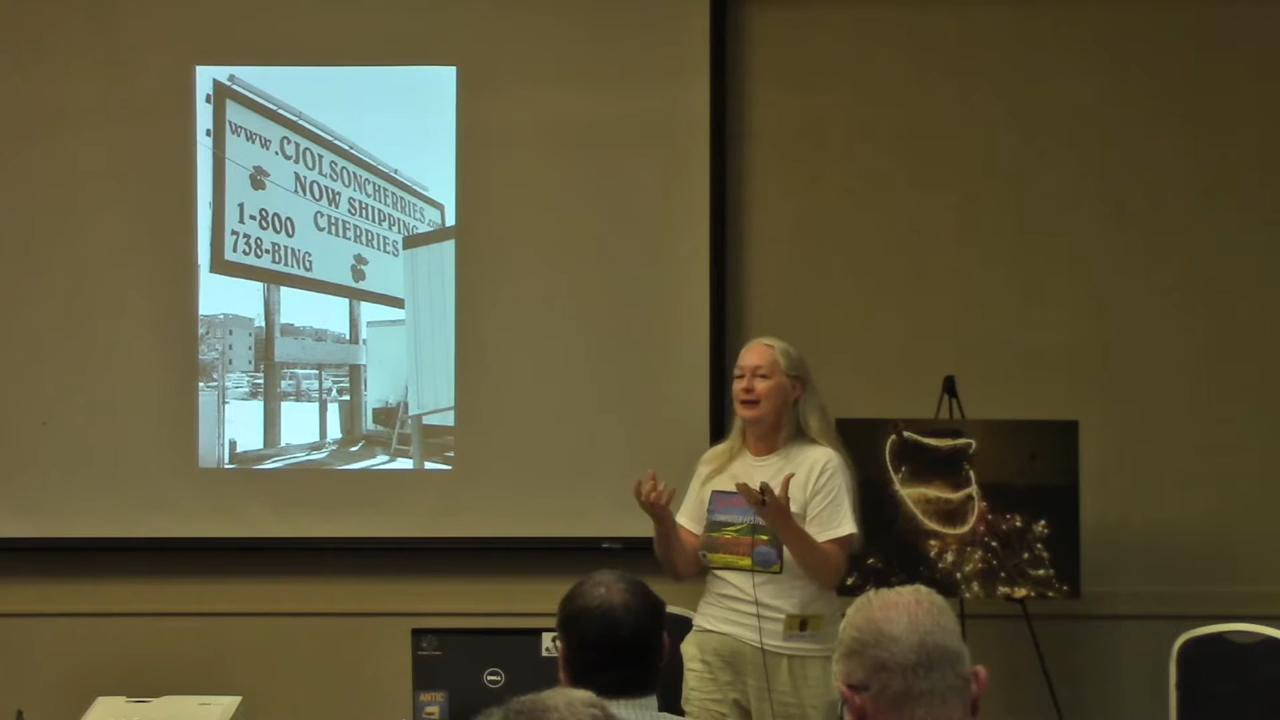 www.CJOLSONCHERRIES.com
NOW SHIPPING
1-800 CHERRIES
738-BING
DELL
ANTIC